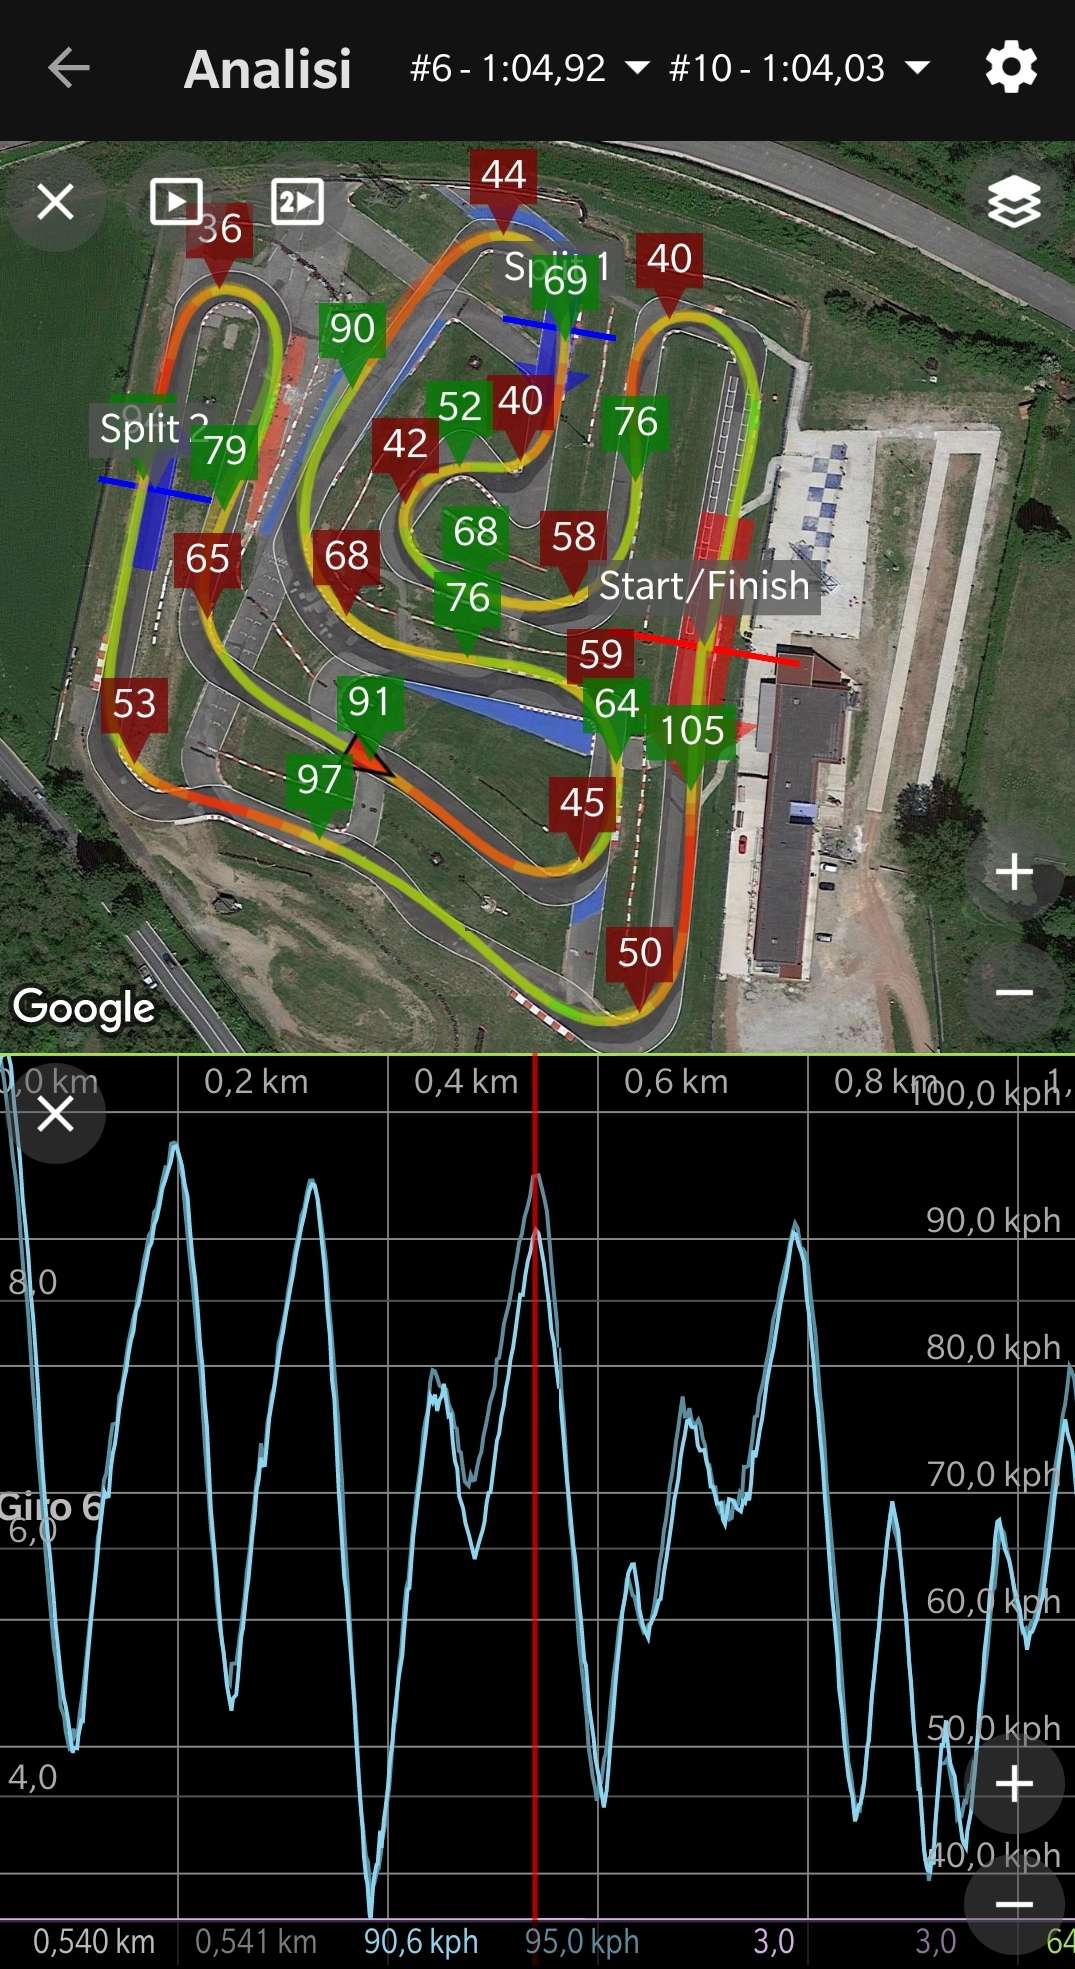 Analisi #6 - 1:04,92 #10 - 1:04,03
44
36 2
Split 1
69
40
90
76
52 40
42
Split 2
79
68 58
65 68
Start/Finish
76
59
64
53 91 105
97
45
50
Google
0,0 km 0,2 km 0,4 km 0,6 km 0,8 km 1,
100,0 kph
90,0 kph
8,0
80,0 kph
70,0 kph
Giro 6
6,0
60,0 kph
50,0 kph
4,0
40,0 kph
0,540 km 0,541 km 90,6 kph 95,0 kph 3,0 3,0 64